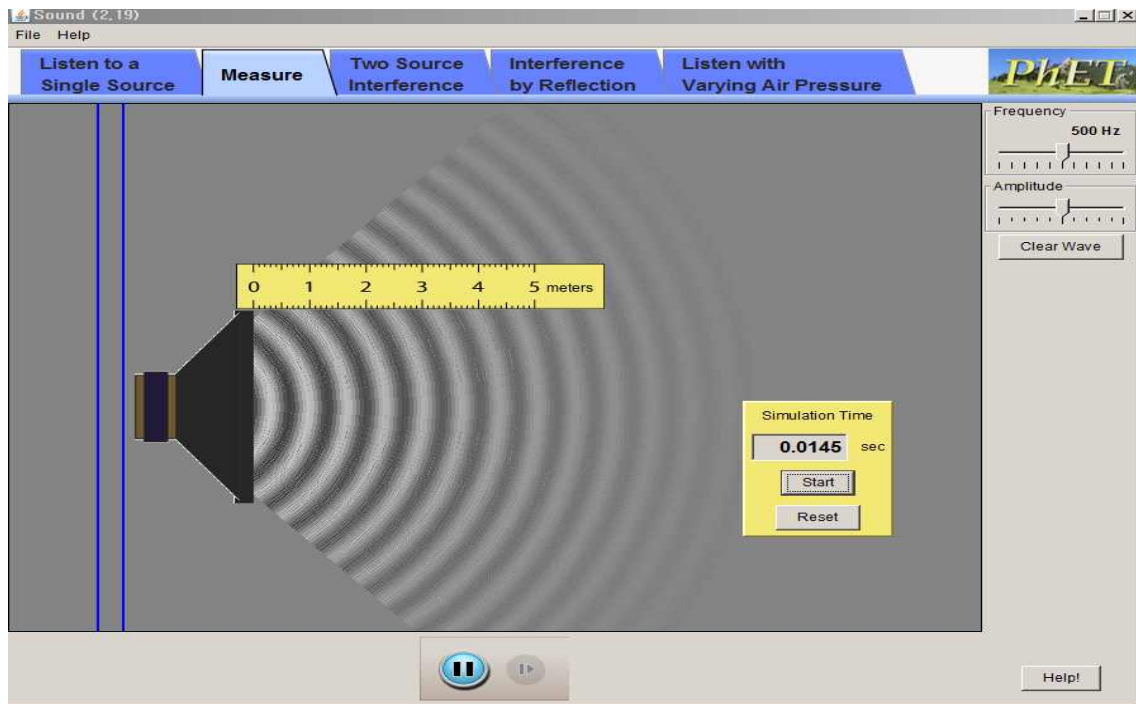 Sound (2,19)
File Help
Listen to a
Single Source
Measure
Two Source
Interference
Interference
by Reflection
Listen with
Varying Air Pressure
PhET
Frequency
500 Hz
Amplitude
Clear Wave
0 1 2 3 4 5 meters
Simulation Time
0.0145 sec
Start
Reset
Help!